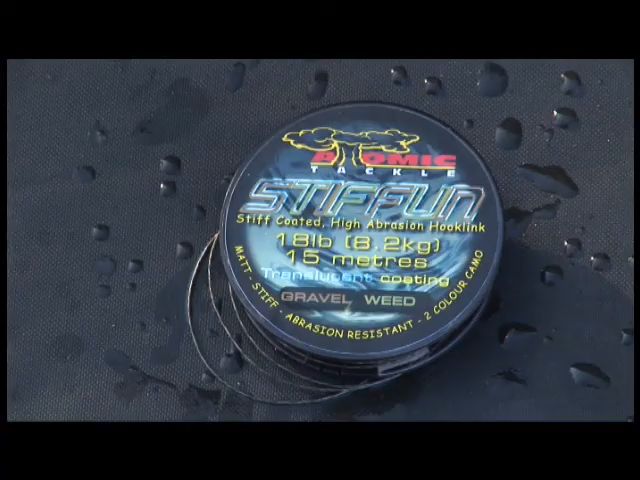 ATOMIC
TACKLE
STIFFUN
Stiff Coated, High Abrasion Hooklink
18lb (8.2kg)
15 metres
Translucent coating
GRAVEL WEED
MATT - STIFF - ABRASION RESISTANT - 2 COLOUR CAMO